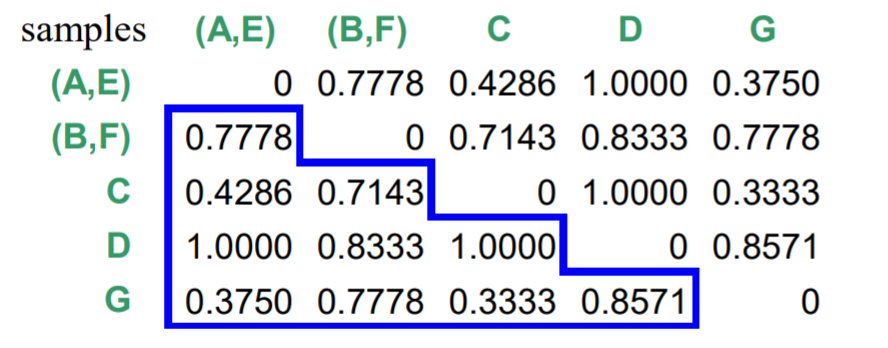 samples (A,E) (B,F) C D G
(A,E) 0 0.7778 0.4286 1.0000 0.3750
(B,F) 0.7778 0 0.7143 0.8333 0.7778
C 0.4286 0.7143 0 1.0000 0.3333
D 1.0000 0.8333 1.0000 0 0.8571
G 0.3750 0.7778 0.3333 0.8571 0